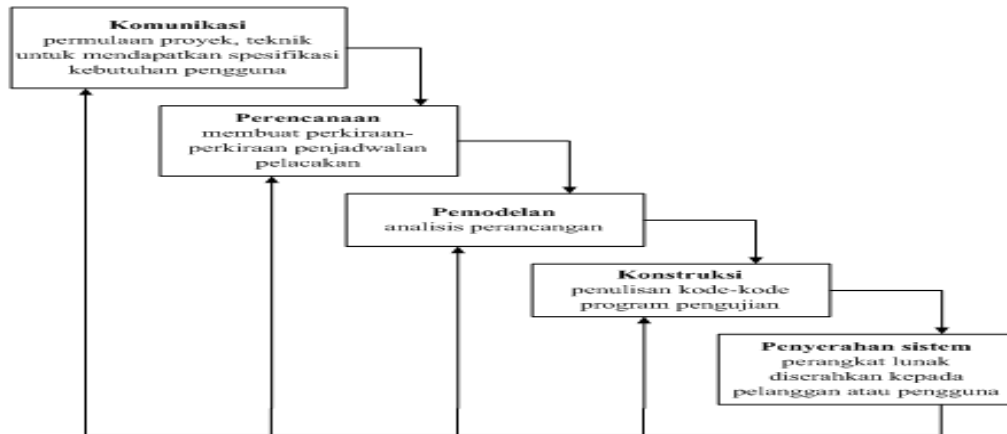 Komunikasi
permulaan proyek, teknik
untuk mendapatkan spesifikasi
kebutuhan pengguna
Perencanaan
membuat perkiraan-
perkiraan penjadwalan
pelacakan
Pemodelan
analisis perancangan
Konstruksi
penulisan kode-kode
program pengujian
Penyerahan sistem
perangkat lunak
diserahkan kepada
pelanggan atau pengguna